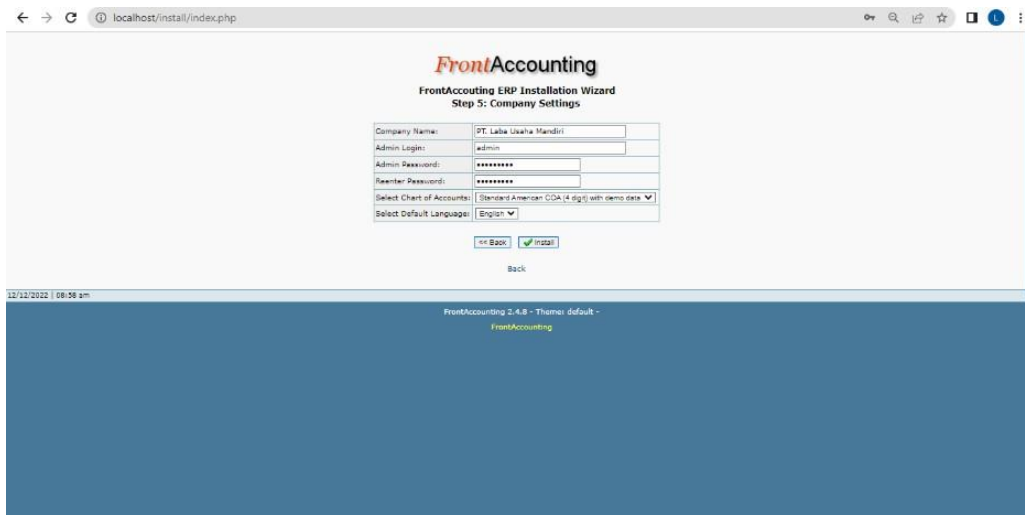 localhost/install/index.php
L
FrontAccounting
FrontAccouting ERP Installation Wizard
Step 5: Company Settings
Company Name: PT. Laba Usaha Mandiri
Admin Login: admin
Admin Password: •••••••••
Reenter Password: •••••••••
Select Chart of Accounts: Standard American COA (4 digit) with demo data
Select Default Language: English
<< Back Install
Back
12/12/2022 | 08:58 am
FrontAccounting 2.4.8 - Theme: default -
FrontAccounting